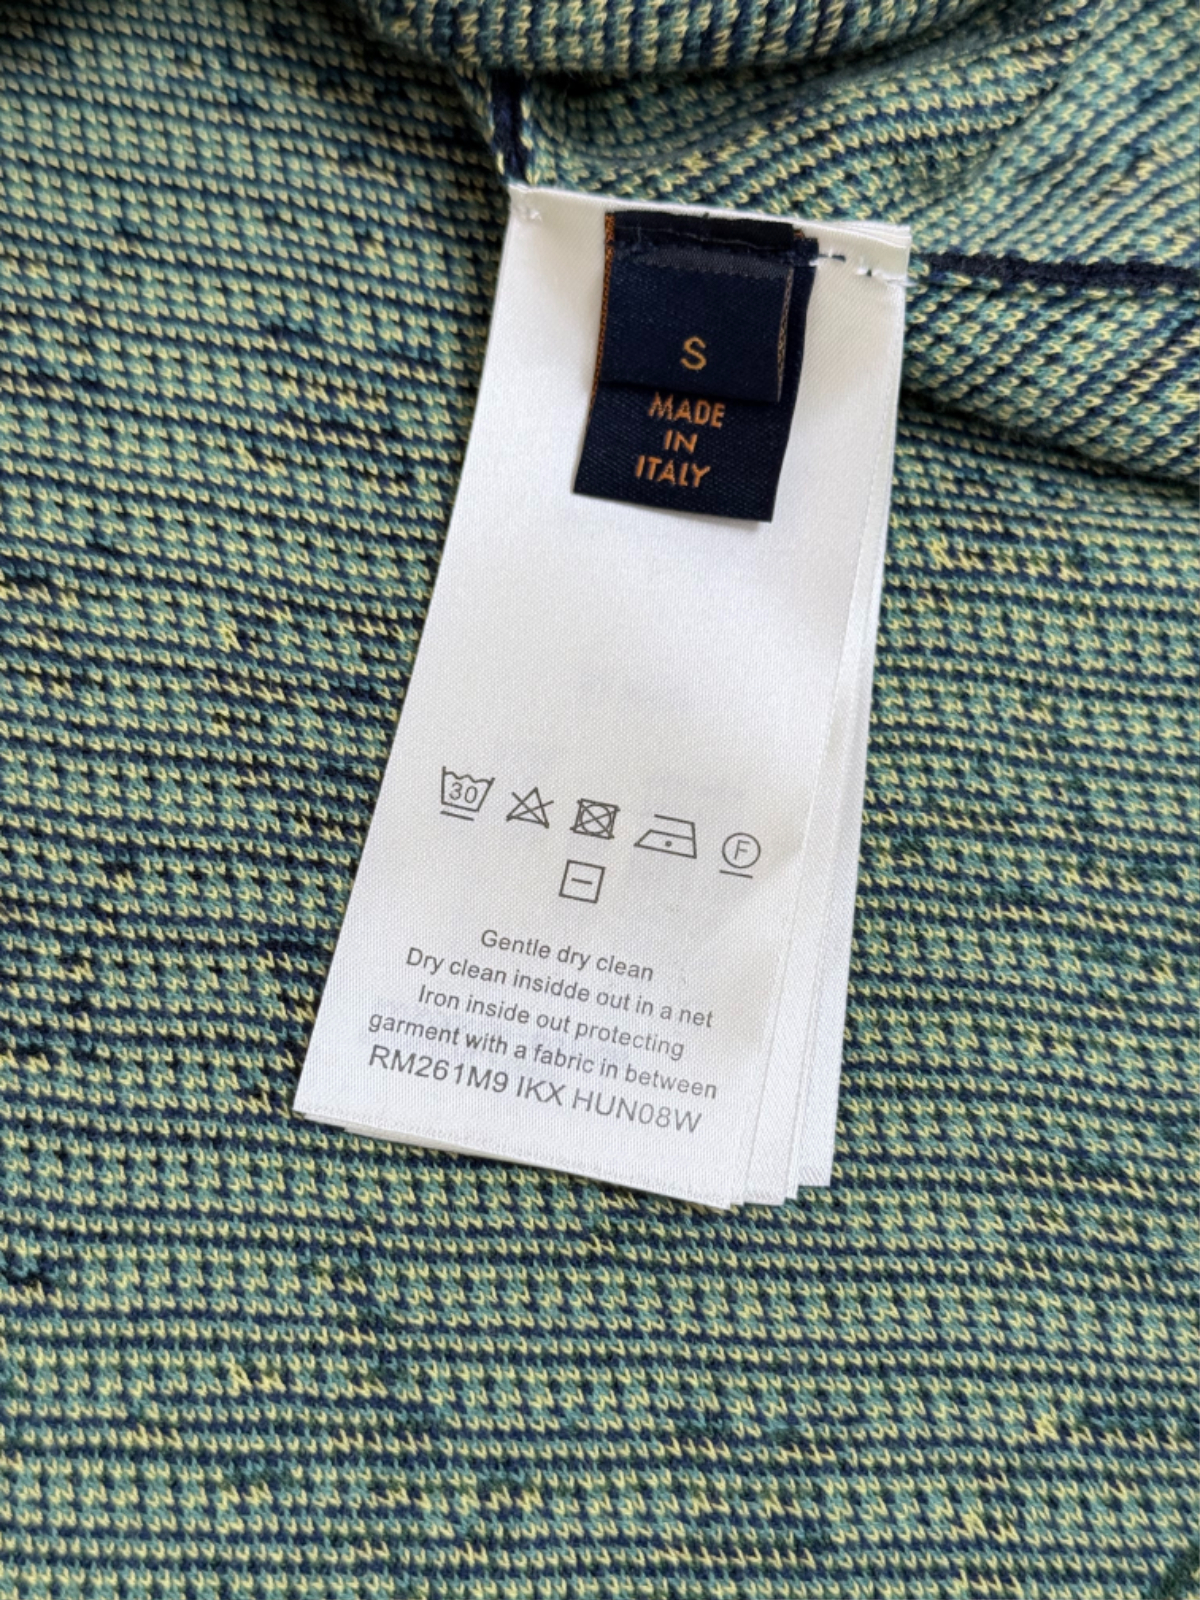 S
MADE
IN
ITALY
30
F
Gentle dry clean
Dry clean insidde out in a net
Iron inside out protecting
garment with a fabric in between
RM261M9 IKX HUN08W